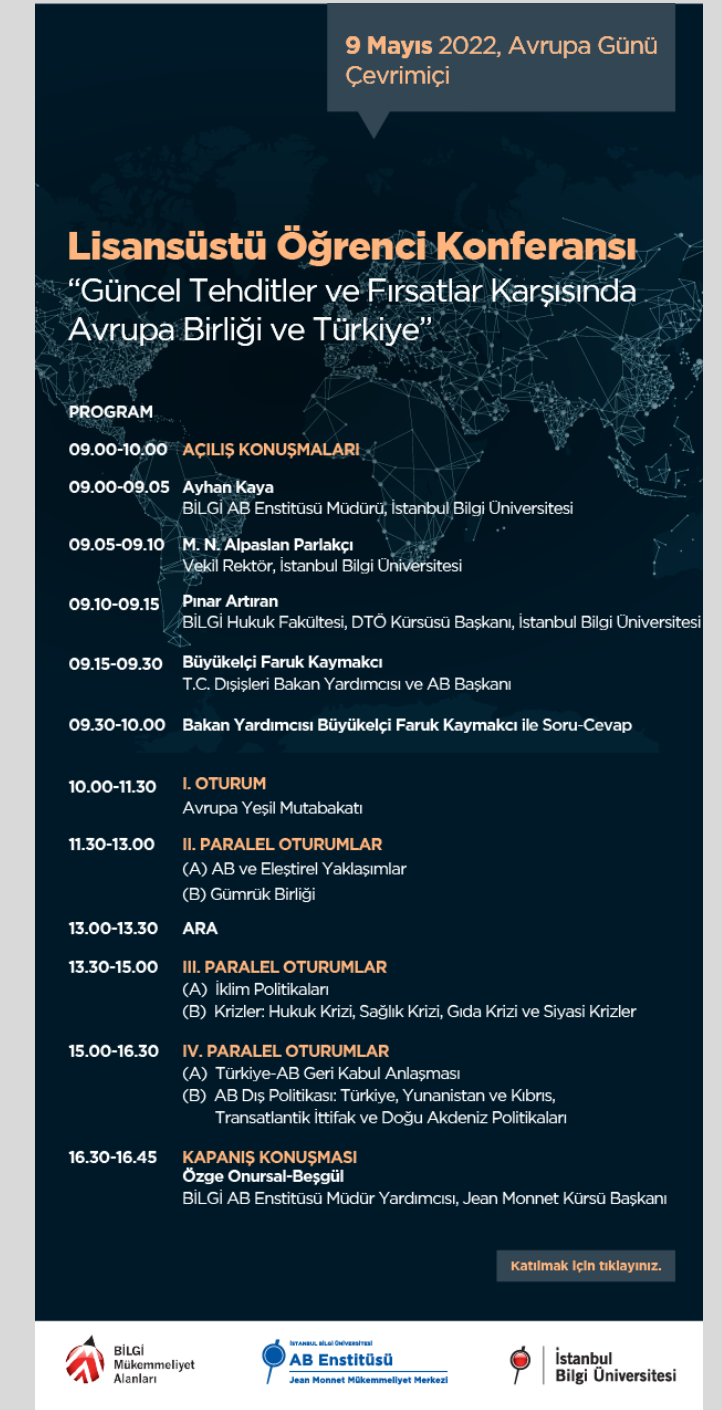 9 Mayıs 2022, Avrupa Günü
Çevrimiçi
Lisansüstü Öğrenci Konferansı
“Güncel Tehditler ve Fırsatlar Karşısında
Avrupa Birliği ve Türkiye”
PROGRAM
09.00-10.00 AÇILIŞ KONUŞMALARI
09.00-09.05 Ayhan Kaya
BİLGİ AB Enstitüsü Müdürü, İstanbul Bilgi Üniversitesi
09.05-09.10 M. N. Alpaslan Parlakçı
Vekil Rektör, İstanbul Bilgi Üniversitesi
09.10-09.15 Pınar Artıran
BİLGİ Hukuk Fakültesi, DTÖ Kürsüsü Başkanı, İstanbul Bilgi Üniversitesi
09.15-09.30 Büyükelçi Faruk Kaymakcı
T.C. Dışişleri Bakan Yardımcısı ve AB Başkanı
09.30-10.00 Bakan Yardımcısı Büyükelçi Faruk Kaymakcı ile Soru-Cevap
10.00-11.30 I. OTURUM
Avrupa Yeşil Mutabakatı
11.30-13.00 II. PARALEL OTURUMLAR
(A) AB ve Eleştirel Yaklaşımlar
(B) Gümrük Birliği
13.00-13.30 ARA
13.30-15.00 III. PARALEL OTURUMLAR
(A) İklim Politikaları
(B) Krizler: Hukuk Krizi, Sağlık Krizi, Gıda Krizi ve Siyasi Krizler
15.00-16.30 IV. PARALEL OTURUMLAR
(A) Türkiye-AB Geri Kabul Anlaşması
(B) AB Dış Politikası: Türkiye, Yunanistan ve Kıbrıs,
Transatlantik İttifak ve Doğu Akdeniz Politikaları
16.30-16.45 KAPANIŞ KONUŞMASI
Özge Onursal-Beşgül
BİLGİ AB Enstitüsü Müdür Yardımcısı, Jean Monnet Kürsü Başkanı
Katılmak için tıklayınız.
BİLGİ
Mükemmeliyet
Alanları
İSTANBUL BİLGİ ÜNİVERSİTESİ
AB Enstitüsü
Jean Monnet Mükemmeliyet Merkezi
İstanbul
Bilgi Üniversitesi